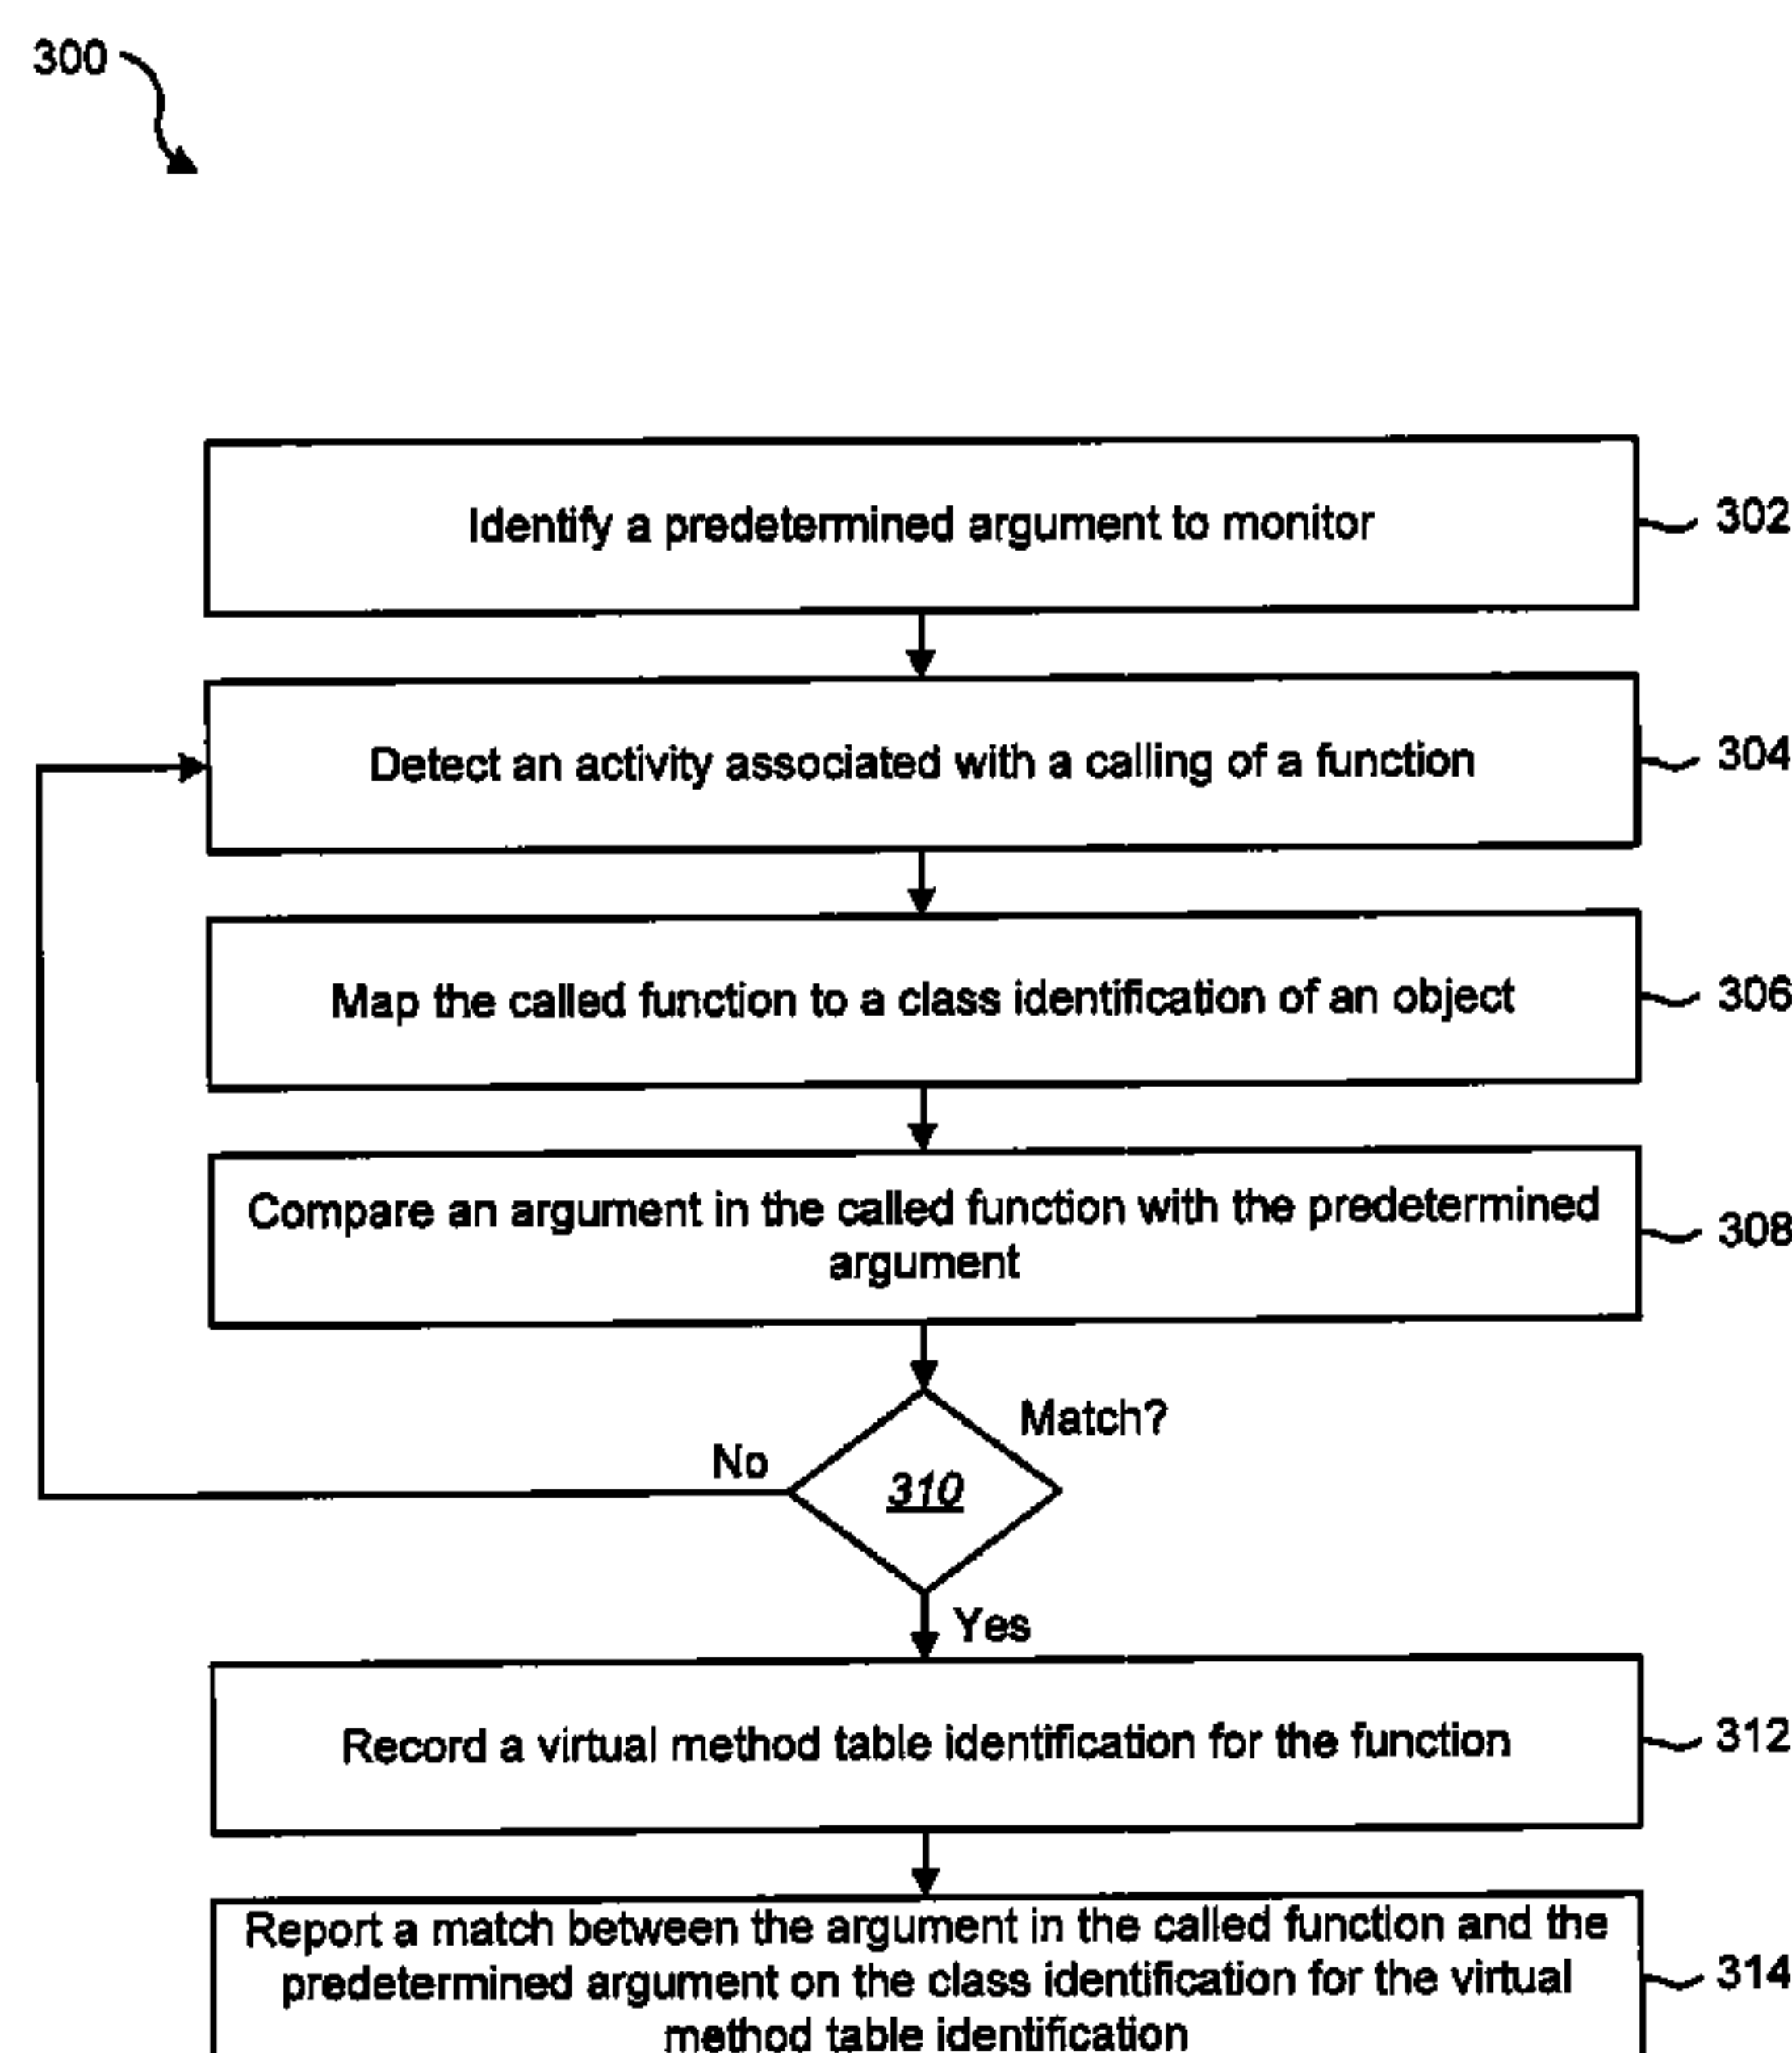 300
Identify a predetermined argument to monitor
302
Detect an activity associated with a calling of a function
304
Map the called function to a class identification of an object
306
Compare an argument in the called function with the predetermined
argument
308
Match?
No
310
Yes
Record a virtual method table identification for the function
312
Report a match between the argument in the called function and the
predetermined argument on the class identification for the virtual
method table identification
314